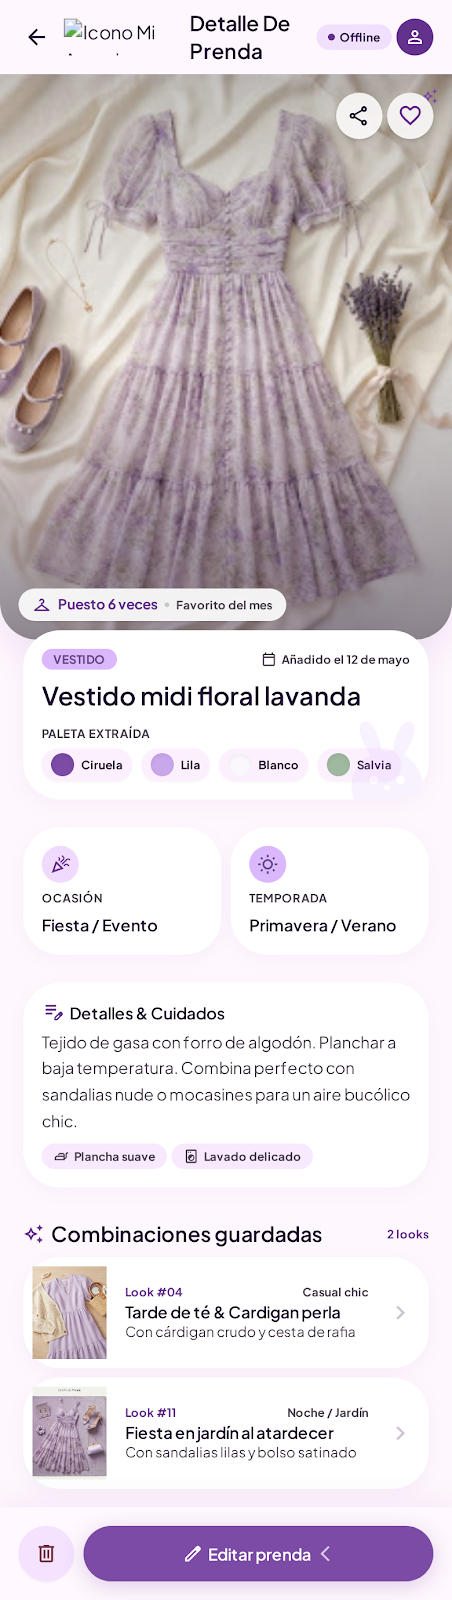 Icono Mi
Detalle De
Prenda
Offline
Puesto 6 veces
Favorito del mes
VESTIDO
Añadido el 12 de mayo
Vestido midi floral lavanda
PALETA EXTRAÍDA
Ciruela
Lila
Blanco
Salvia
OCASIÓN
Fiesta / Evento
TEMPORADA
Primavera / Verano
Detalles & Cuidados
Tejido de gasa con forro de algodón. Planchar a
baja temperatura. Combina perfecto con
sandalias nude o mocasines para un aire bucólico
chic.
Plancha suave
Lavado delicado
Combinaciones guardadas
2 looks
Look #04
Casual chic
Tarde de té & Cardigan perla
Con cárdigan crudo y cesta de rafia
Look #11
Noche / Jardín
Fiesta en jardín al atardecer
Con sandalias lilas y bolso satinado
Editar prenda